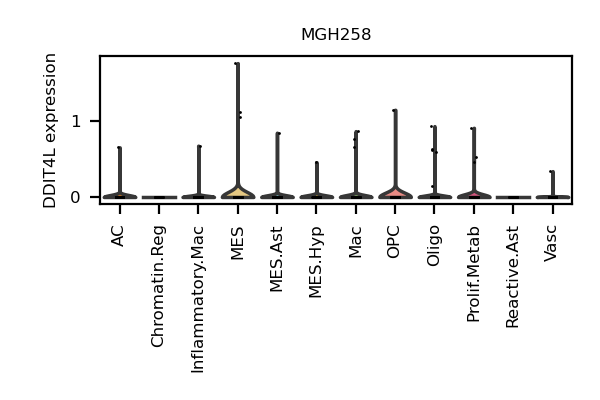 MGH258
DDIT4L expression
1
0
AC
Chromatin.Reg
Inflammatory.Mac
MES
MES.Ast
MES.Hyp
Mac
OPC
Oligo
Prolif.Metab
Reactive.Ast
Vasc